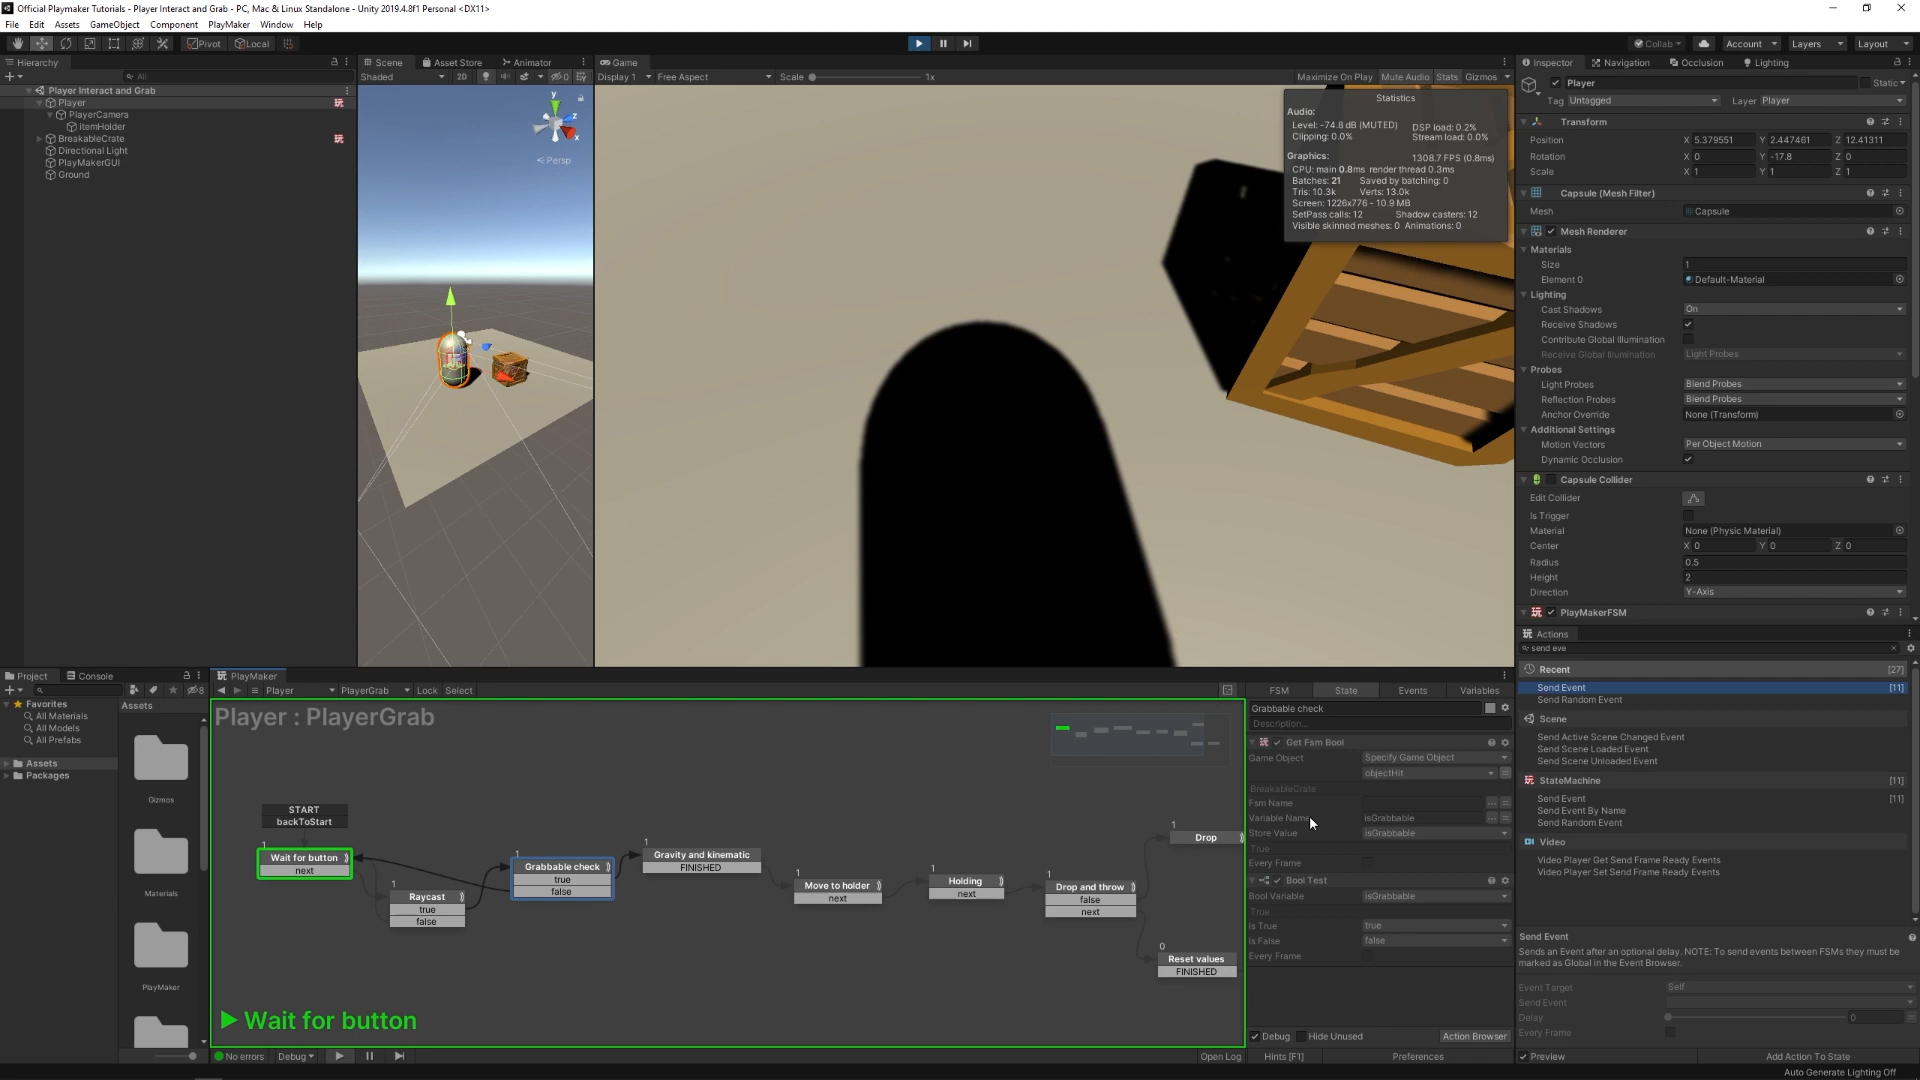 Official Playmaker Tutorials - Player Interact and Grab - PC, Mac & Linux Standalone - Unity 2019.4.8f1 Personal <DX11>
File Edit Assets GameObject Component PlayMaker Window Help
Pivot Local Collab Account Layers Layout
Hierarchy
All
Player Interact and Grab
Player
PlayerCamera
itemHolder
BreakableCrate
Directional Light
PlayMakerGUI
Ground
Scene Asset Store Animator
Shaded 2D 0
y
z
x
Persp
Game
Display 1 Free Aspect Scale 1x Maximize On Play Mute Audio Stats Gizmos
Statistics
Audio:
Level: -74.8 dB (MUTED) DSP load: 0.2%
Clipping: 0.0% Stream load: 0.0%
Graphics: 1308.7 FPS (0.8ms)
CPU: main 0.8ms render thread 0.3ms
Batches: 21 Saved by batching: 0
Tris: 10.3k Verts: 13.0k
Screen: 1226x776 - 10.9 MB
SetPass calls: 12 Shadow casters: 12
Visible skinned meshes: 0 Animations: 0
Inspector Navigation Occlusion Lighting
Player Static
Tag Untagged Layer Player
Transform
Position X 5.379551 Y 2.447461 Z 12.41311
Rotation X 0 Y -17.8 Z 0
Scale X 1 Y 1 Z 1
Capsule (Mesh Filter)
Mesh Capsule
Mesh Renderer
Materials
Size 1
Element 0 Default-Material
Lighting
Cast Shadows On
Receive Shadows
Contribute Global Illumination
Receive Global Illumination Light Probes
Probes
Light Probes Blend Probes
Reflection Probes Blend Probes
Anchor Override None (Transform)
Additional Settings
Motion Vectors Per Object Motion
Dynamic Occlusion
Capsule Collider
Edit Collider
Is Trigger
Material None (Physic Material)
Center X 0 Y 0 Z 0
Radius 0.5
Height 2
Direction Y-Axis
PlayMakerFSM
Actions
send eve
Recent [27]
Send Event [11]
Send Random Event
Scene
Send Active Scene Changed Event
Send Scene Loaded Event
Send Scene Unloaded Event
StateMachine [11]
Send Event [11]
Send Event By Name
Send Random Event
Video
Video Player Get Send Frame Ready Events
Video Player Set Send Frame Ready Events
Send Event
Sends an Event after an optional delay. NOTE: To send events between FSMs they must be
marked as Global in the Event Browser.
Event Target Self
Send Event
Delay 0
Every Frame
Preview Add Action To State
Auto Generate Lighting Off
Project Console
8
Favorites
All Materials
All Models
All Prefabs
Assets
Packages
Assets
Gizmos
Materials
PlayMaker
PlayMaker
Player PlayerGrab Lock Select
Player : PlayerGrab
START
backToStart
1
Wait for button
next
1
Raycast
true
false
1
Grabbable check
true
false
1
Gravity and kinematic
FINISHED
1
Move to holder
next
1
Holding
next
1
Drop and throw
false
next
1
Drop
0
Reset values
FINISHED
Wait for button
No errors Debug Open Log
FSM State Events Variables
Grabbable check
Description...
Get Fsm Bool
Game Object Specify Game Object
objectHit
BreakableCrate
Fsm Name
Variable Name isGrabbable
Store Value isGrabbable
True
Every Frame
Bool Test
Bool Variable isGrabbable
True
Is True true
Is False false
Every Frame
Debug Hide Unused Action Browser
Hints [F1] Preferences